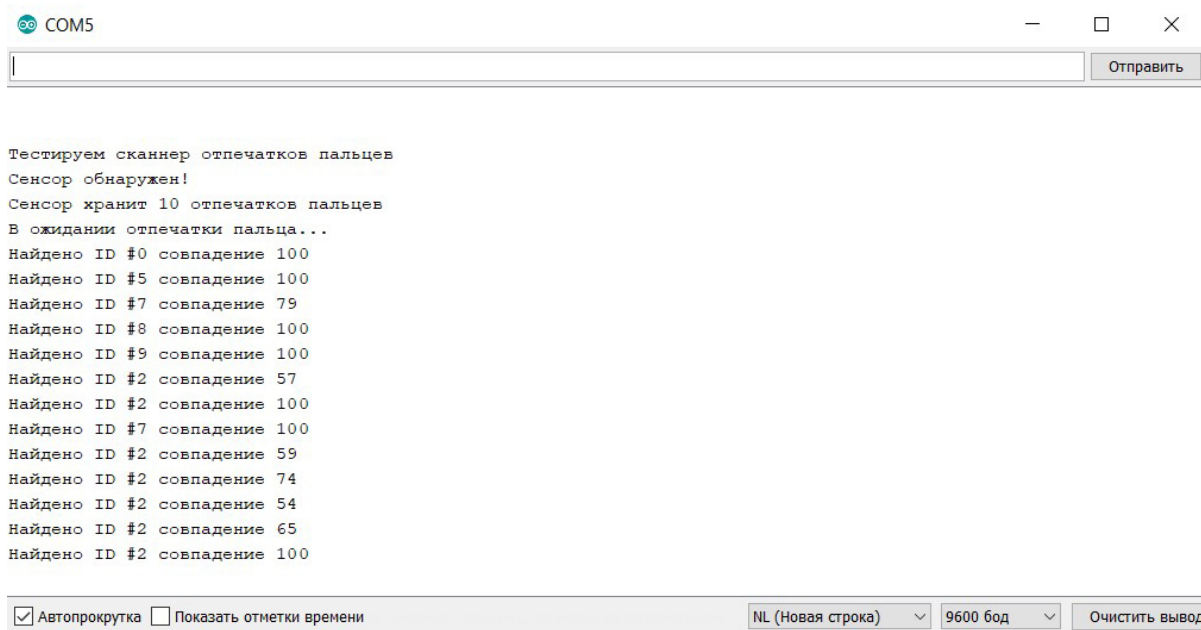 COM5
Отправить
Тестируем сканнер отпечатков пальцев
Сенсор обнаружен!
Сенсор хранит 10 отпечатков пальцев
В ожидании отпечатки пальца...
Найдено ID #0 совпадение 100
Найдено ID #5 совпадение 100
Найдено ID #7 совпадение 79
Найдено ID #8 совпадение 100
Найдено ID #9 совпадение 100
Найдено ID #2 совпадение 57
Найдено ID #2 совпадение 100
Найдено ID #7 совпадение 100
Найдено ID #2 совпадение 59
Найдено ID #2 совпадение 74
Найдено ID #2 совпадение 54
Найдено ID #2 совпадение 65
Найдено ID #2 совпадение 100
Автопрокрутка Показать отметки времени NL (Новая строка) 9600 бод Очистить вывод